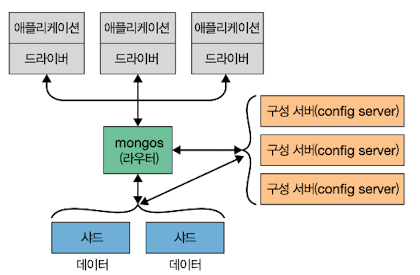 애플리케이션
드라이버
애플리케이션
드라이버
애플리케이션
드라이버
mongos
(라우터)
구성 서버(config server)
구성 서버(config server)
구성 서버(config server)
샤드
데이터
샤드
데이터